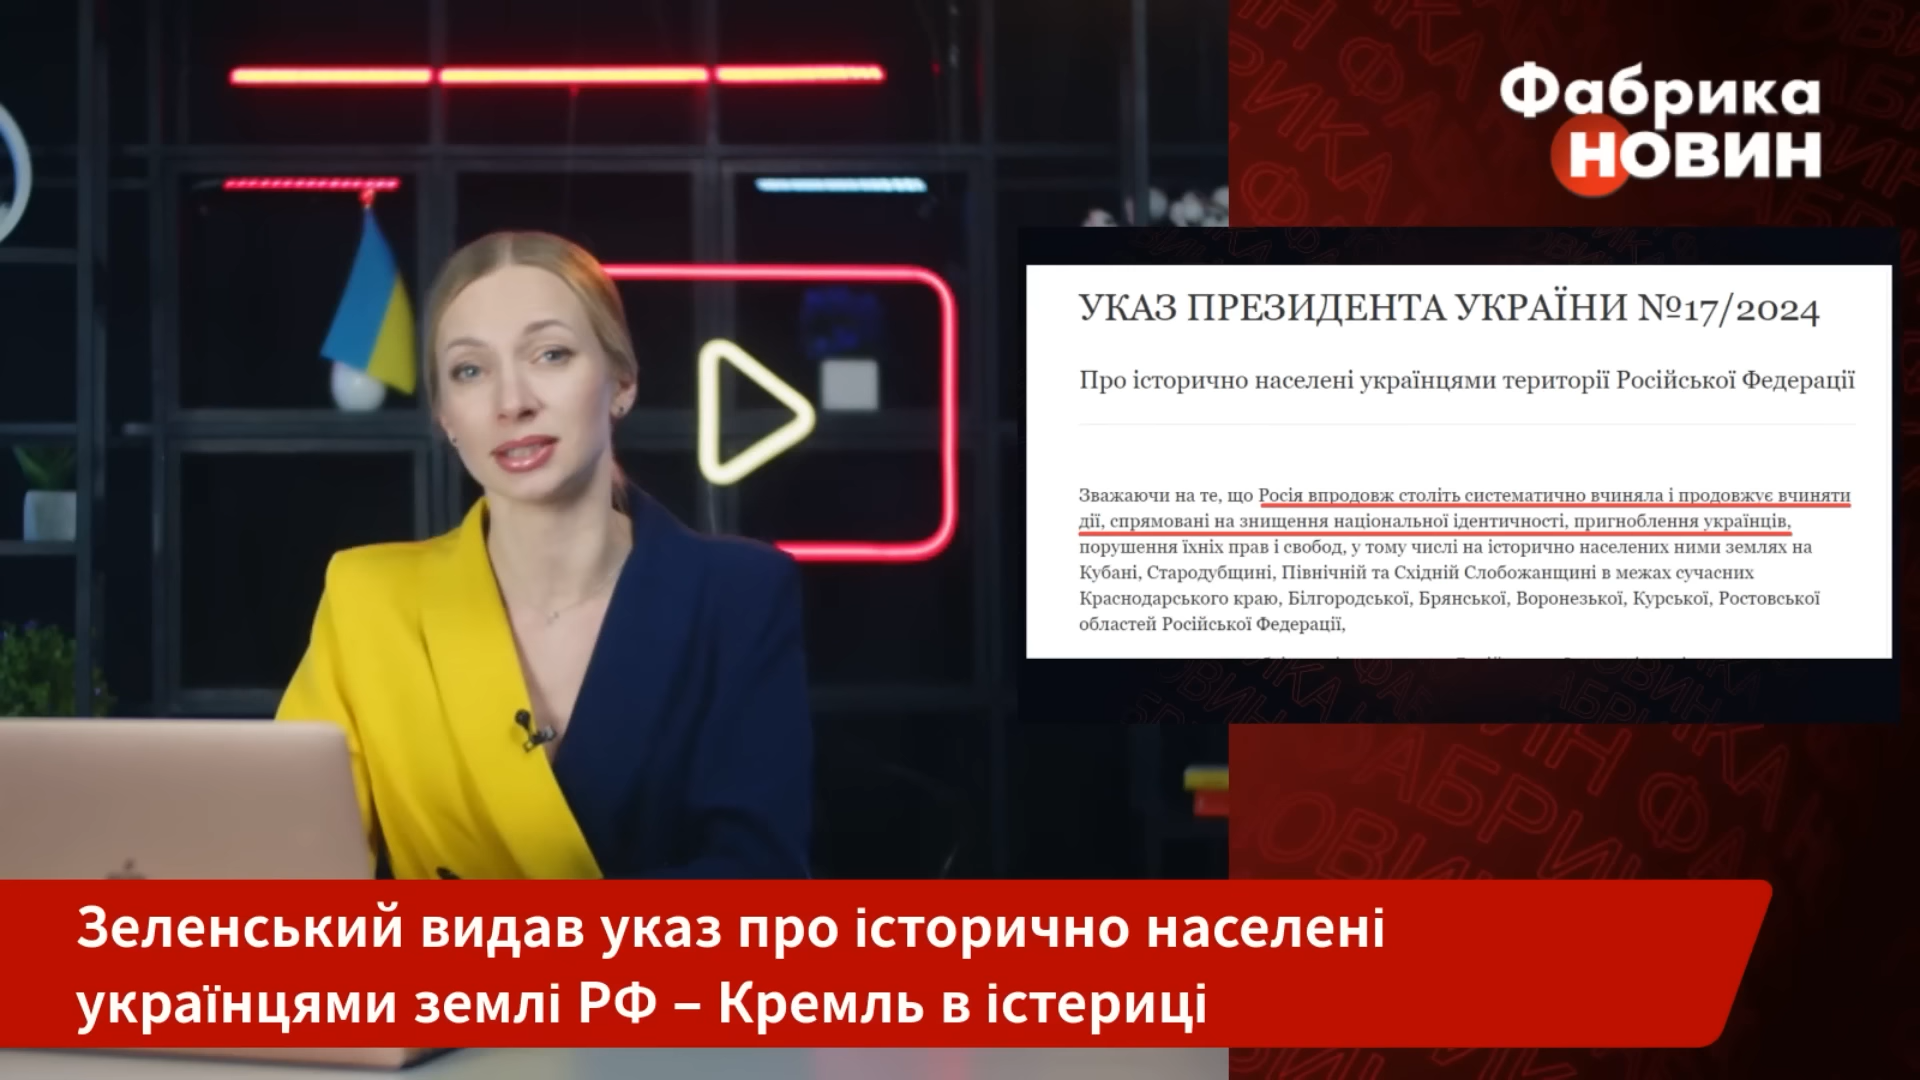 Фабрика
новин
УКАЗ ПРЕЗИДЕНТА УКРАЇНИ №17/2024
Про історично населені українцями території Російської Федерації
Зважаючи на те, що Росія впродовж століть систематично вчиняла і продовжує вчиняти
дії, спрямовані на знищення національної ідентичності, пригноблення українців,
порушення їхніх прав і свобод, у тому числі на історично населених ними землях на
Кубані, Стародубщині, Північній та Східній Слобожанщині в межах сучасних
Краснодарського краю, Білгородської, Брянської, Воронезької, Курської, Ростовської
областей Російської Федерації,
Зеленський видав указ про історично населені
українцями землі РФ – Кремль в істериці